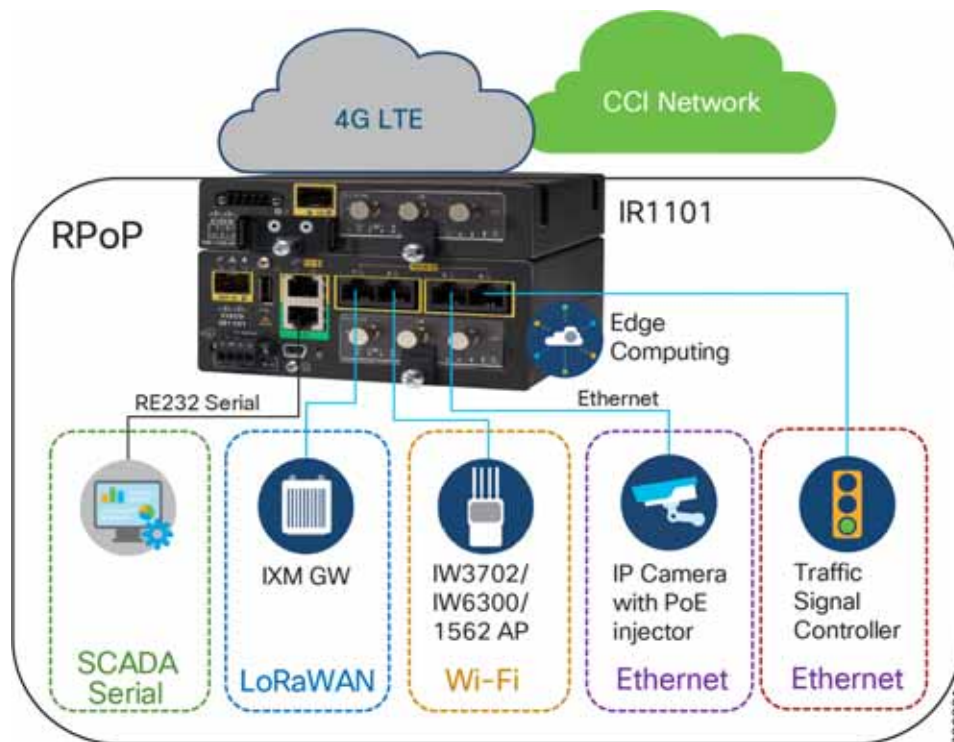 4G LTE
CCI Network
RPoP
IR1101
Edge
Computing
RE232 Serial
Ethernet
IXM GW
IW3702/
IW6300/
1562 AP
IP Camera
with PoE
injector
Traffic
Signal
Controller
SCADA
Serial
LoRaWAN
Wi-Fi
Ethernet
Ethernet